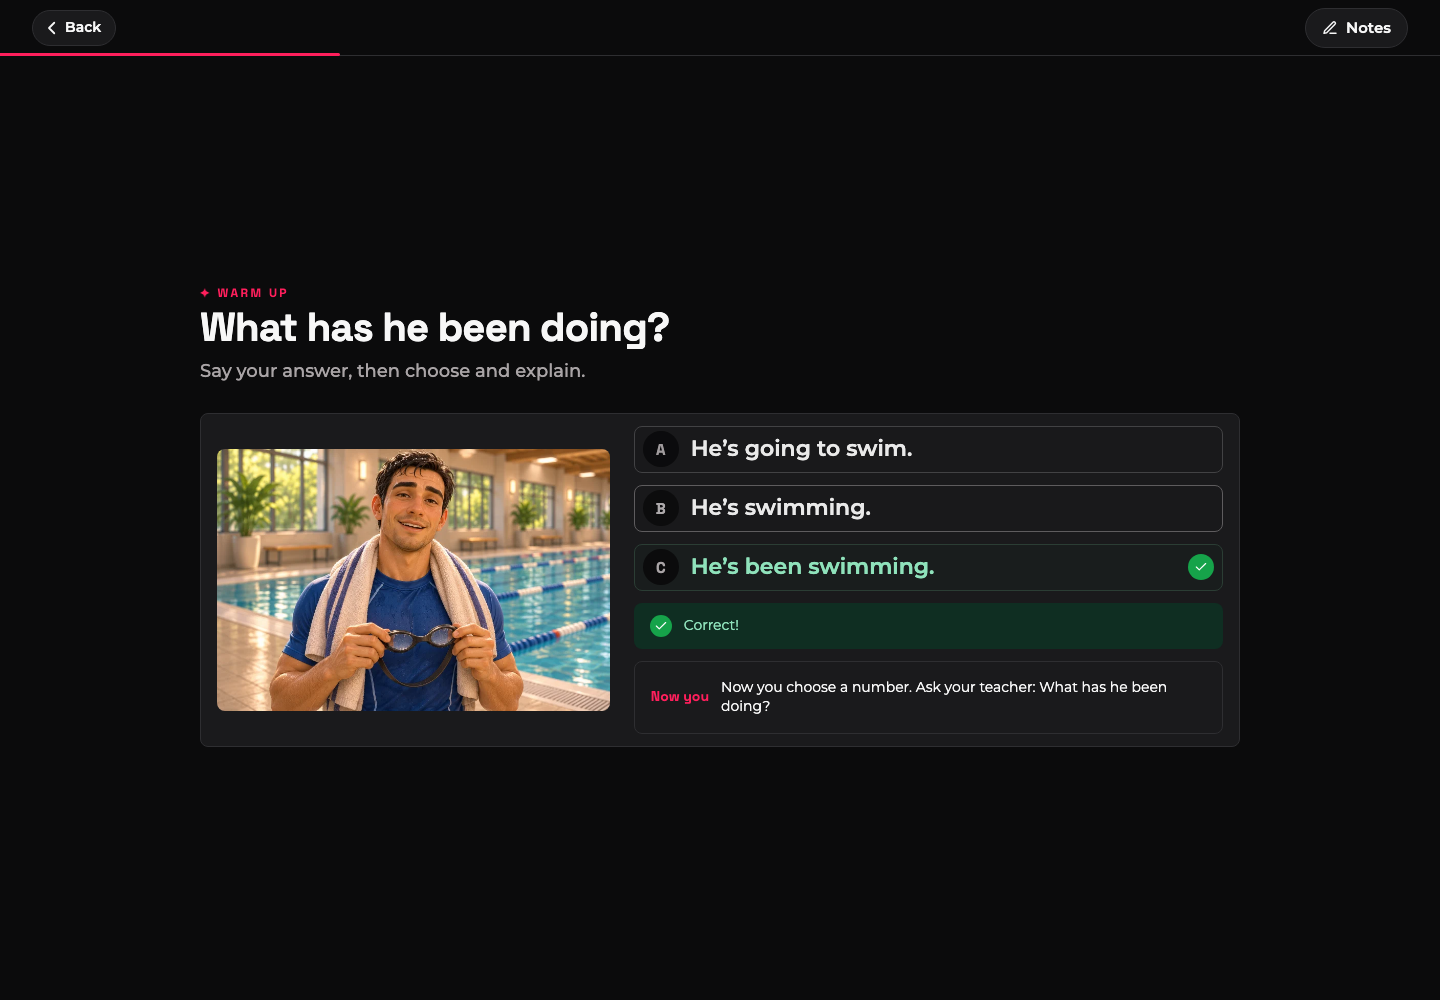 Back
Notes
✦ WARM UP
What has he been doing?
Say your answer, then choose and explain.
A He’s going to swim.
B He’s swimming.
C He’s been swimming.
Correct!
Now you
Now you choose a number. Ask your teacher: What has he been
doing?